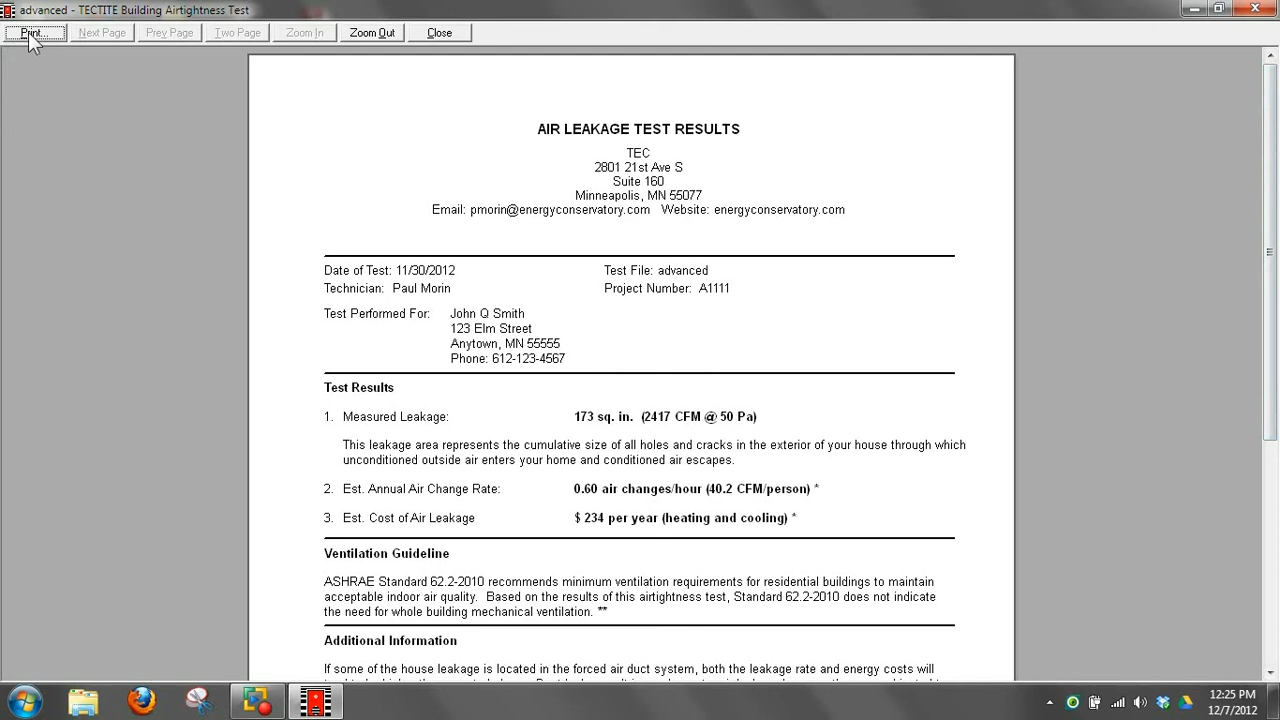 advanced - TECTITE Building Airtightness Test
Print... Next Page Prev Page Two Page Zoom In Zoom Out Close
AIR LEAKAGE TEST RESULTS
TEC
2801 21st Ave S
Suite 160
Minneapolis, MN 55077
Email: pmorin@energyconservatory.com Website: energyconservatory.com
Date of Test: 11/30/2012 Test File: advanced
Technician: Paul Morin Project Number: A1111
Test Performed For: John Q Smith
123 Elm Street
Anytown, MN 55555
Phone: 612-123-4567
Test Results
1. Measured Leakage: 173 sq. in. (2417 CFM @ 50 Pa)
This leakage area represents the cumulative size of all holes and cracks in the exterior of your house through which
unconditioned outside air enters your home and conditioned air escapes.
2. Est. Annual Air Change Rate: 0.60 air changes/hour (40.2 CFM/person) *
3. Est. Cost of Air Leakage $ 234 per year (heating and cooling) *
Ventilation Guideline
ASHRAE Standard 62.2-2010 recommends minimum ventilation requirements for residential buildings to maintain
acceptable indoor air quality. Based on the results of this airtightness test, Standard 62.2-2010 does not indicate
the need for whole building mechanical ventilation. **
Additional Information
If some of the house leakage is located in the forced air duct system, both the leakage rate and energy costs will
12:25 PM
12/7/2012